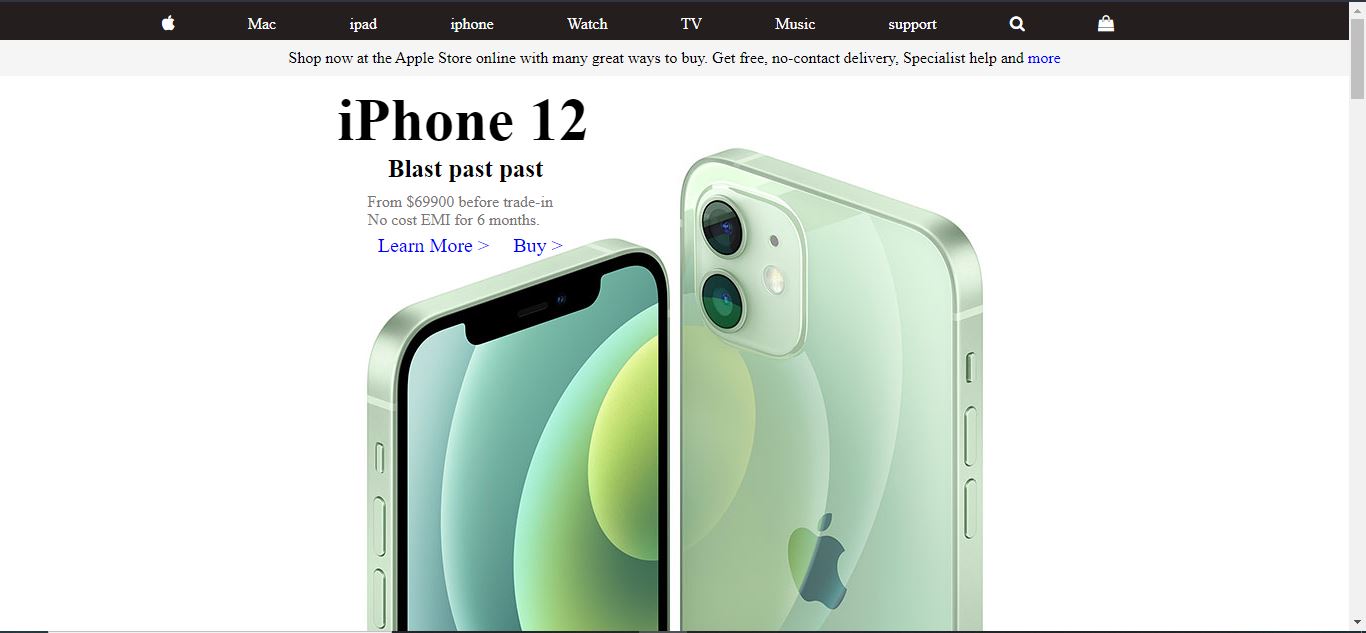 Mac ipad iphone Watch TV Music support
Shop now at the Apple Store online with many great ways to buy. Get free, no-contact delivery, Specialist help and more
iPhone 12
Blast past past
From $69900 before trade-in
No cost EMI for 6 months.
Learn More > Buy >